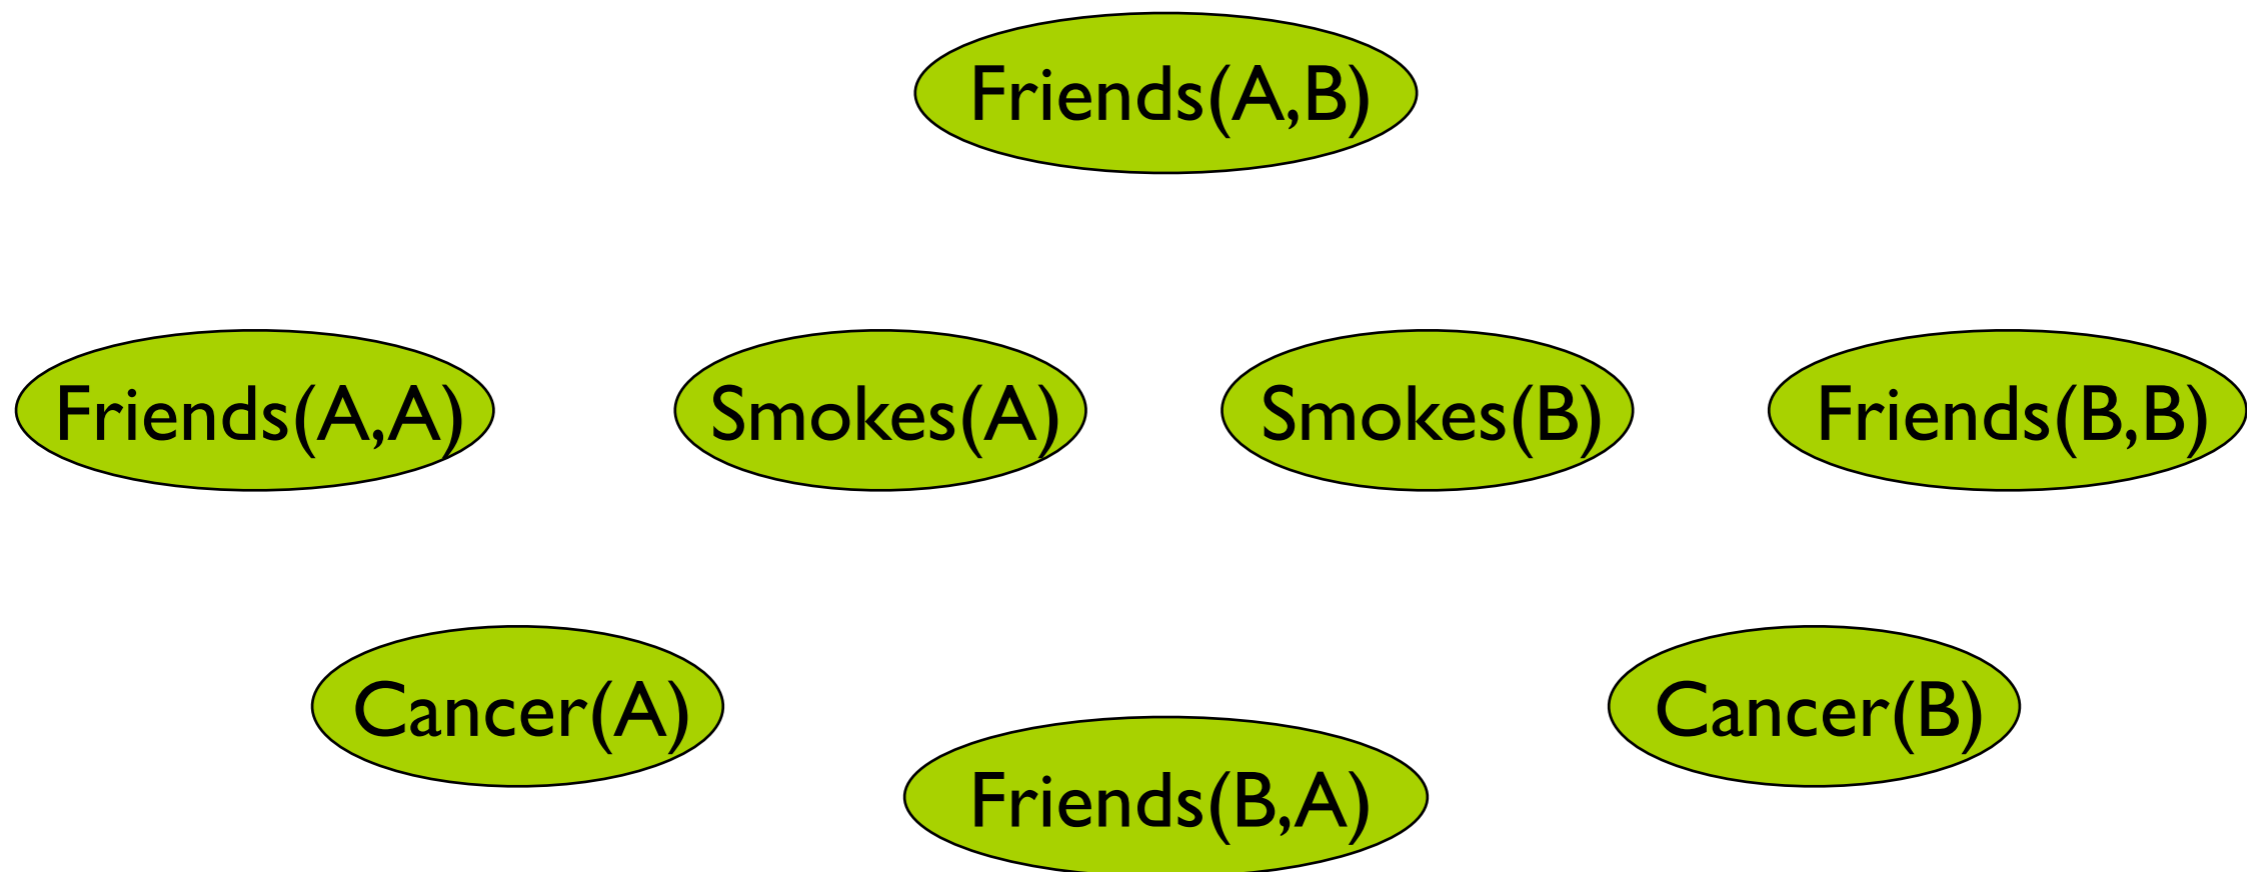 Friends(A,B)
Friends(A,A)
Smokes(A)
Smokes(B)
Friends(B,B)
Cancer(A)
Cancer(B)
Friends(B,A)